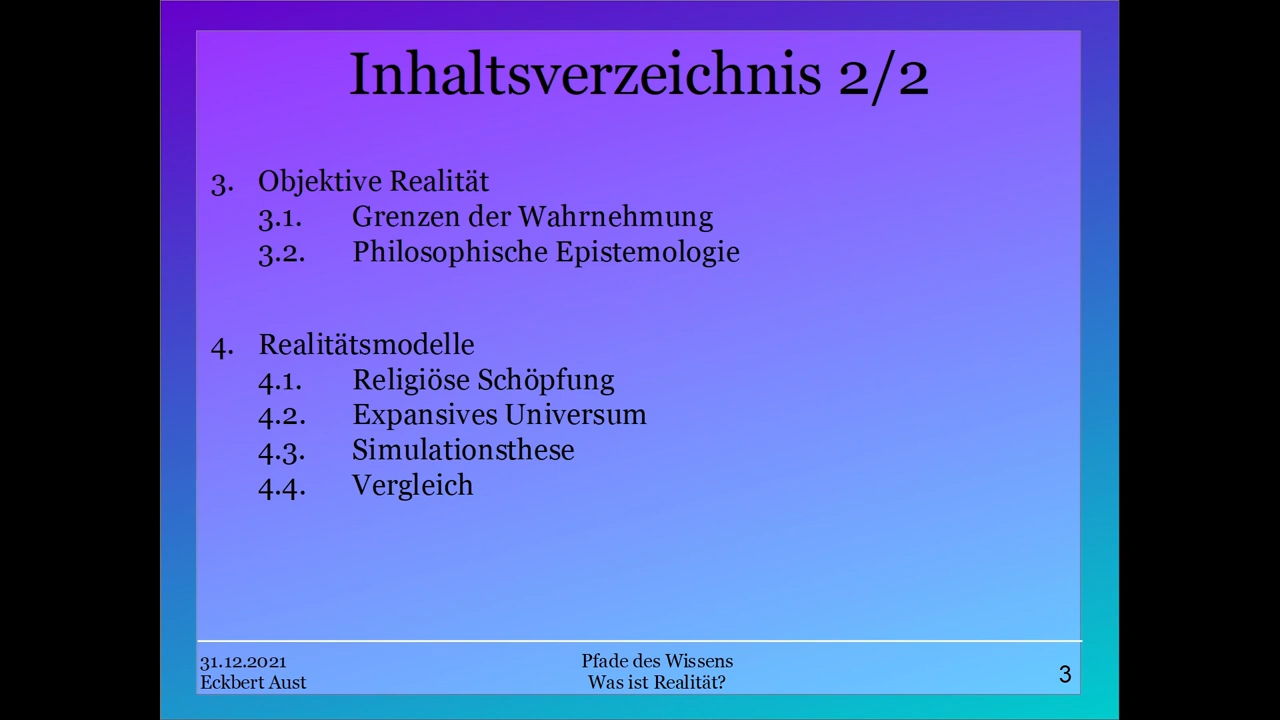 Inhaltsverzeichnis 2/2
3. Objektive Realität
3.1. Grenzen der Wahrnehmung
3.2. Philosophische Epistemologie
4. Realitätsmodelle
4.1. Religiöse Schöpfung
4.2. Expansives Universum
4.3. Simulationsthese
4.4. Vergleich
31.12.2021
Eckbert Aust
Pfade des Wissens
Was ist Realität?
3